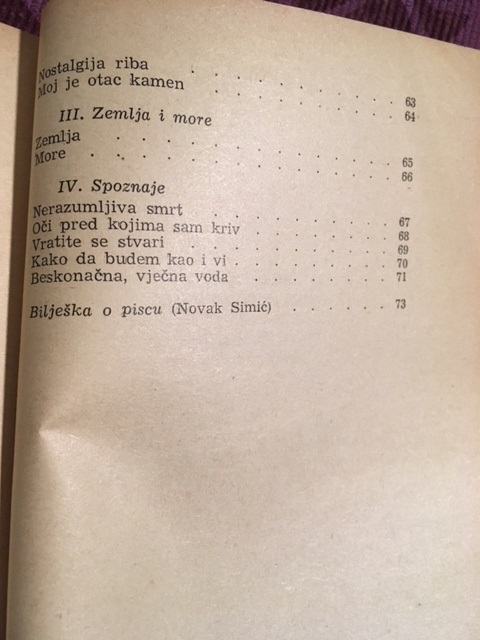 Nostalgija riba . . . . . . . . . . 63
Moj je otac kamen . . . . . . . . . 64
III. Zemlja i more
Zemlja . . . . . . . . . . . . 65
More . . . . . . . . . . . . . 66
IV. Spoznaje
Nerazumljiva smrt . . . . . . . . . 67
Oči pred kojima sam kriv . . . . . . . 68
Vratite se stvari . . . . . . . . . 69
Kako da budem kao i vi . . . . . . . . 70
Beskonačna, vječna voda . . . . . . . 71
Bilješka o piscu (Novak Simić) . . . . . . 73